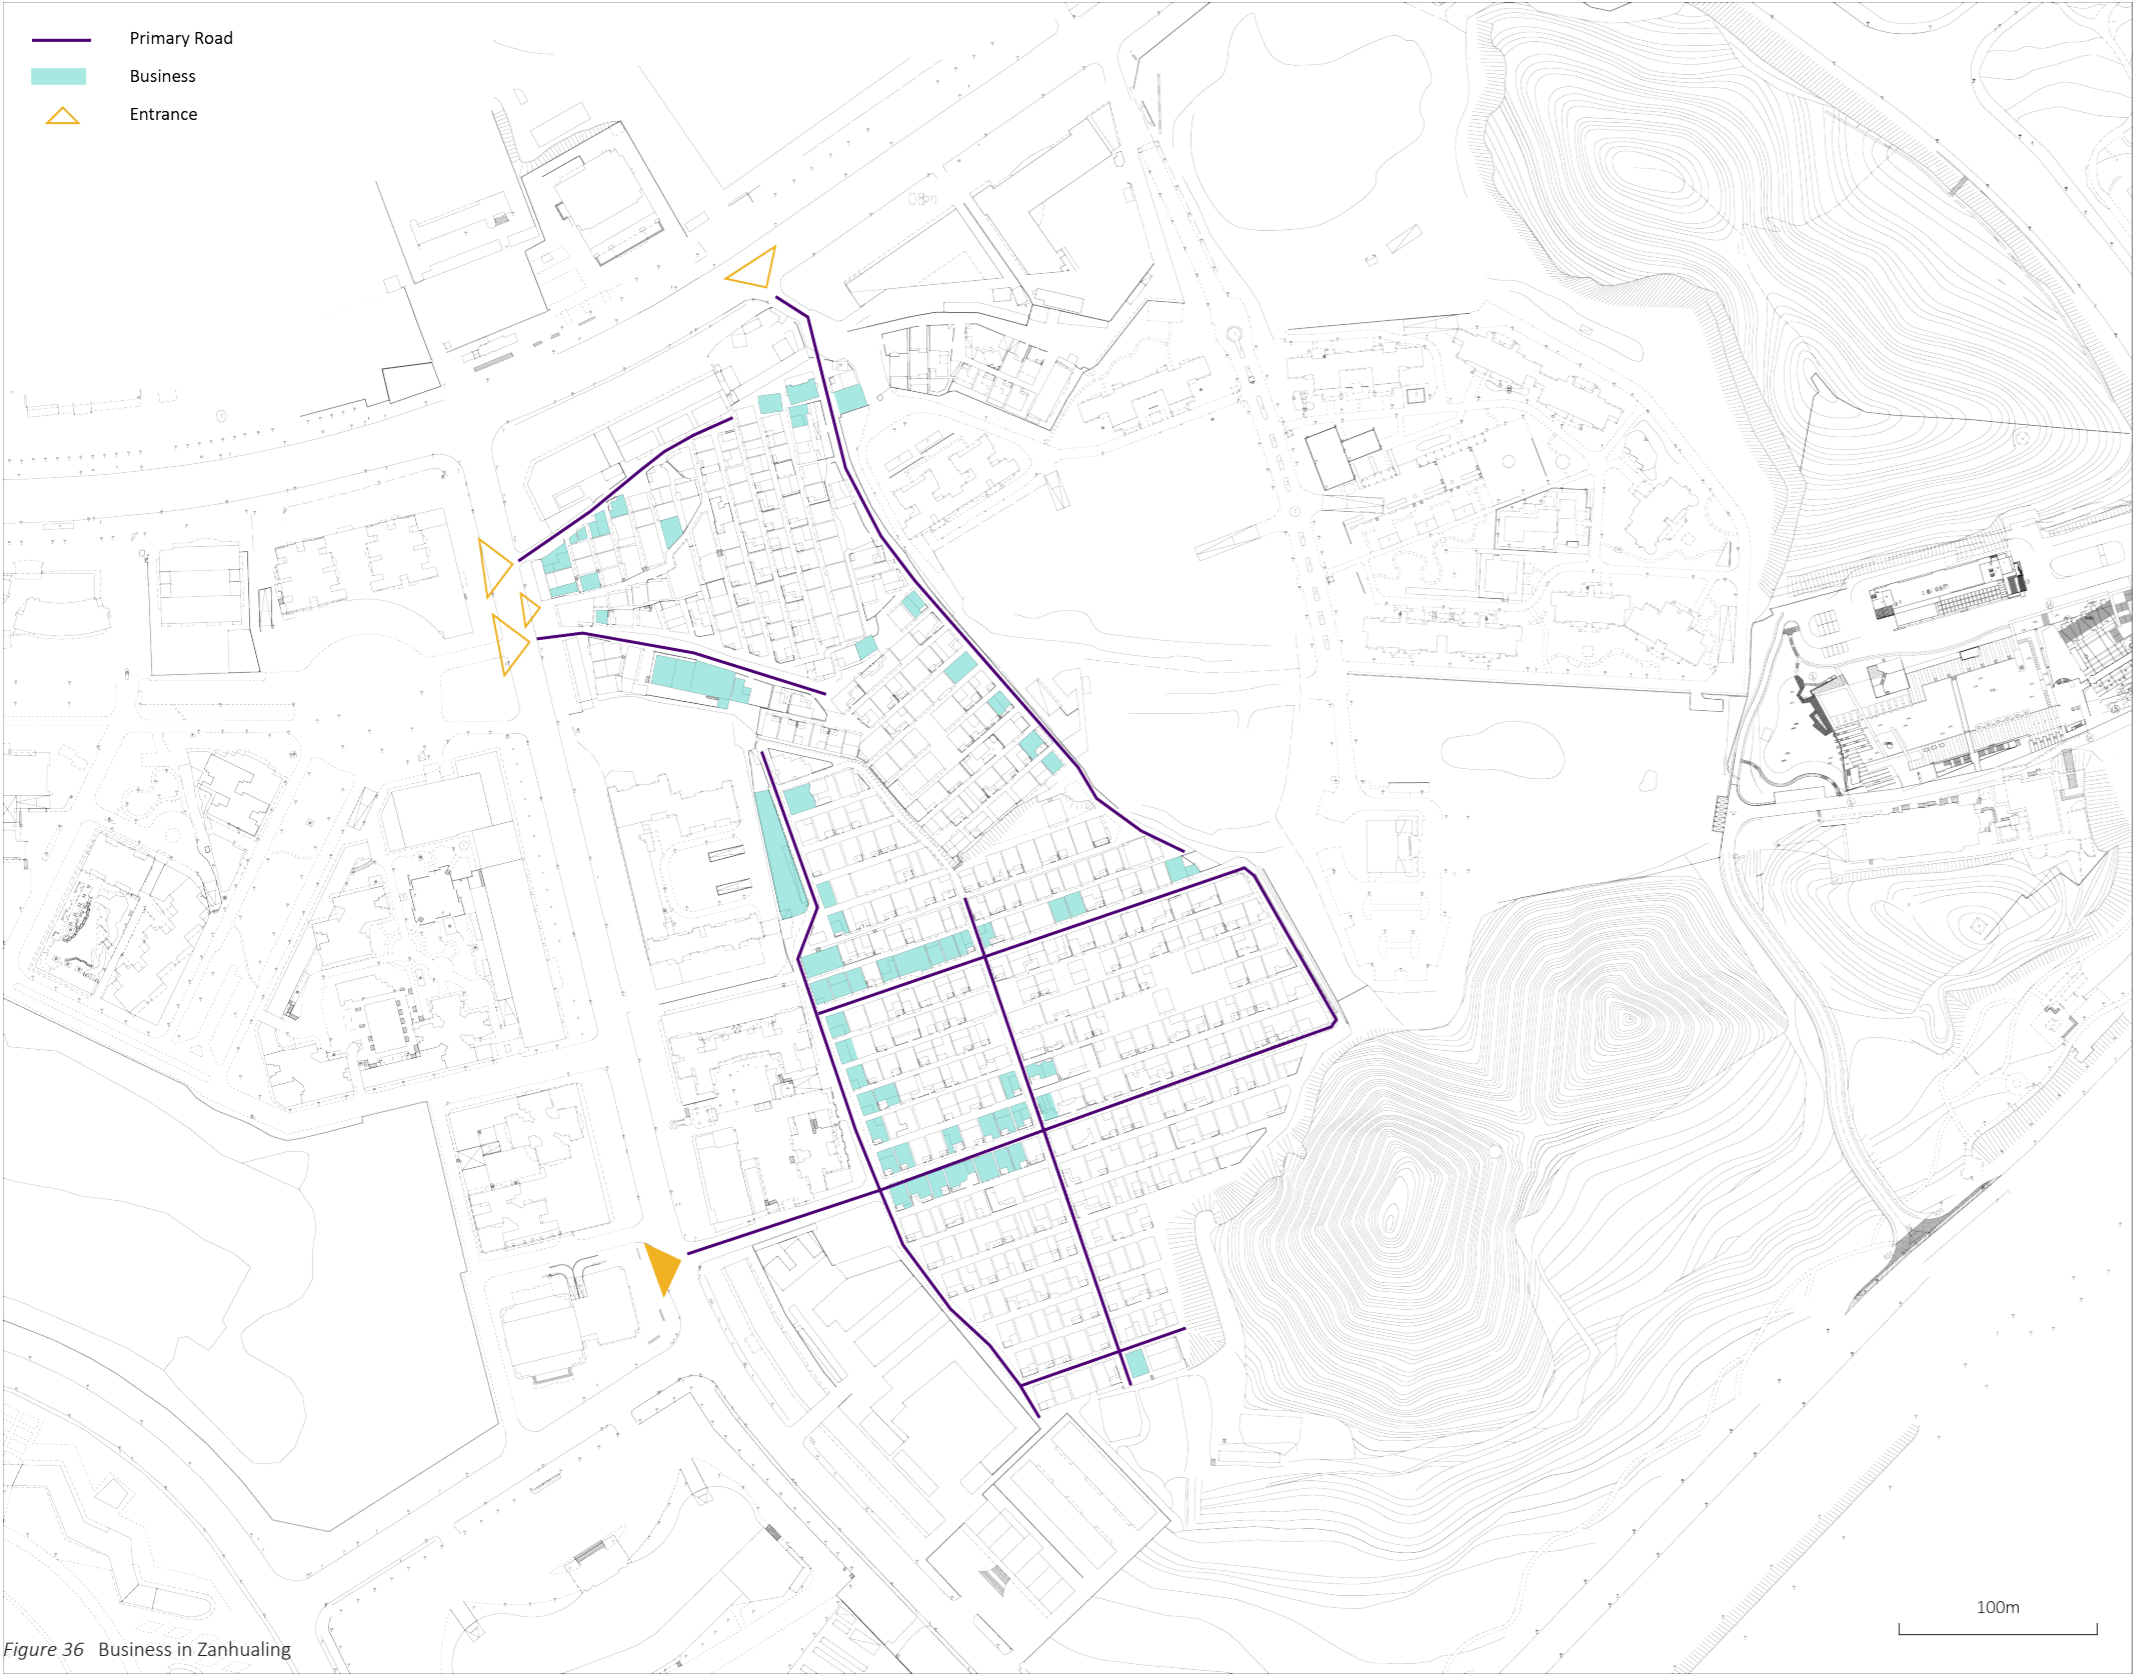 Primary Road
Business
Entrance
100m
Figure 36 Business in Zanhualing